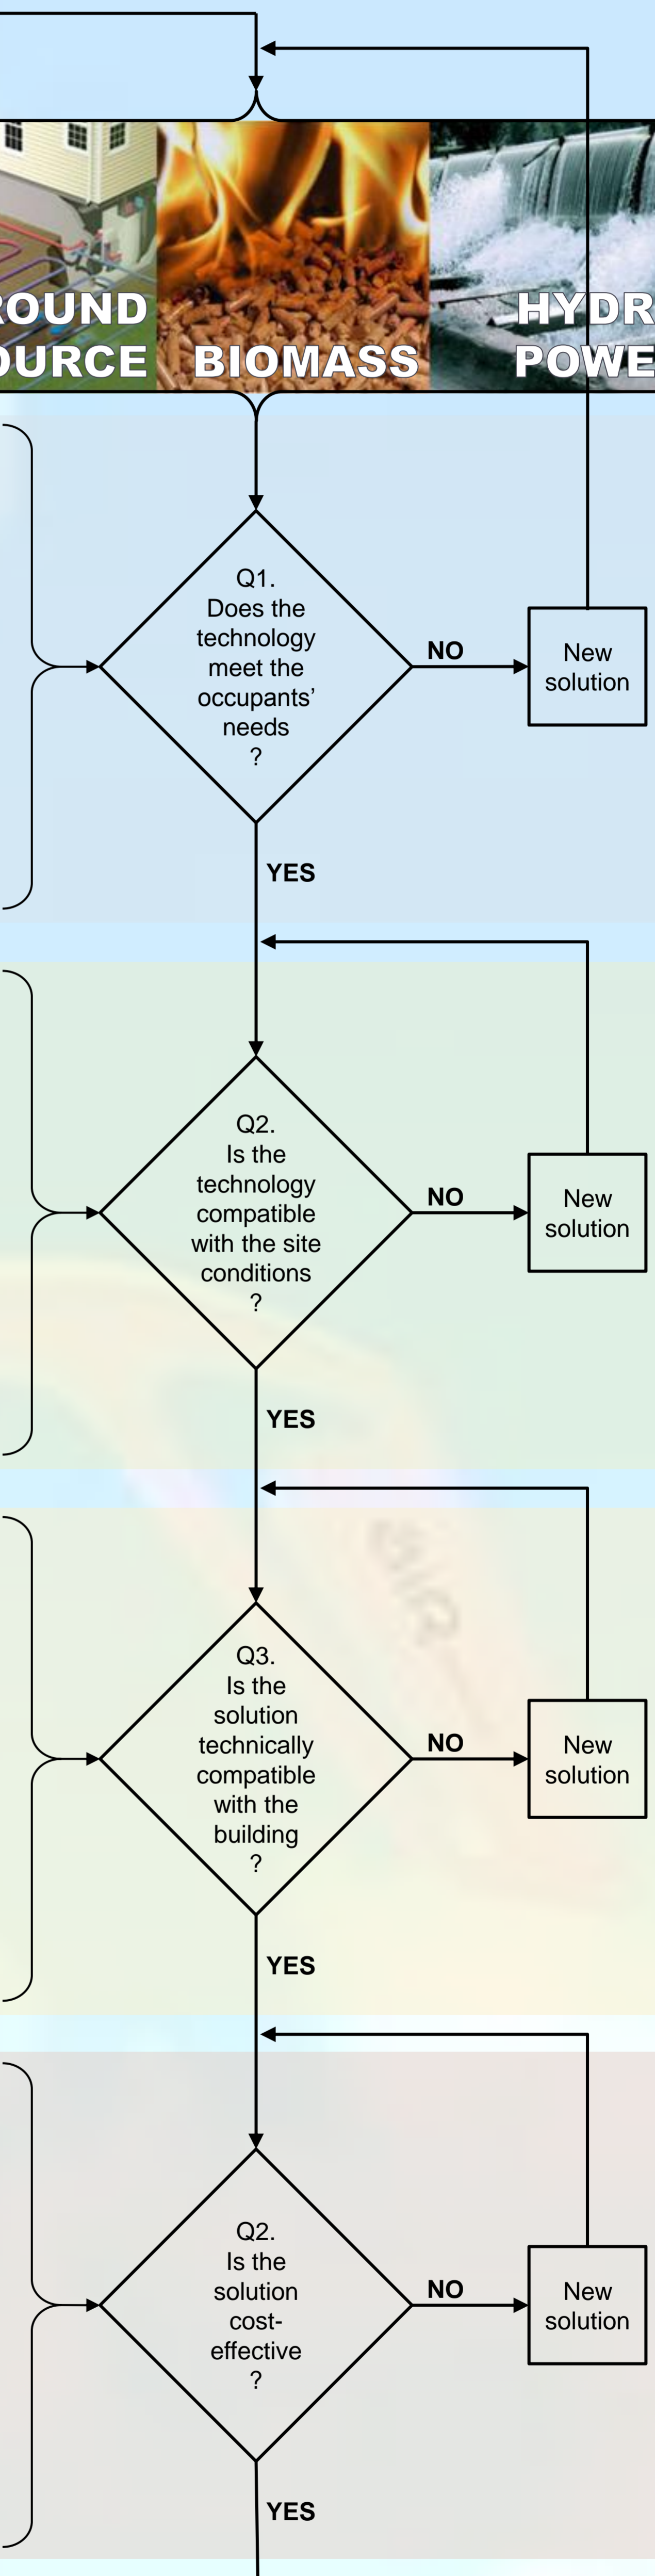 ROUND
OURCE
BIOMASS
HYDR
POWE
Q1.
Does the
technology
meet the
occupants’
needs
?
NO
New
solution
YES
Q2.
Is the
technology
compatible
with the site
conditions
?
NO
New
solution
YES
Q3.
Is the
solution
technically
compatible
with the
building
?
NO
New
solution
YES
Q2.
Is the
solution
cost-
effective
?
NO
New
solution
YES